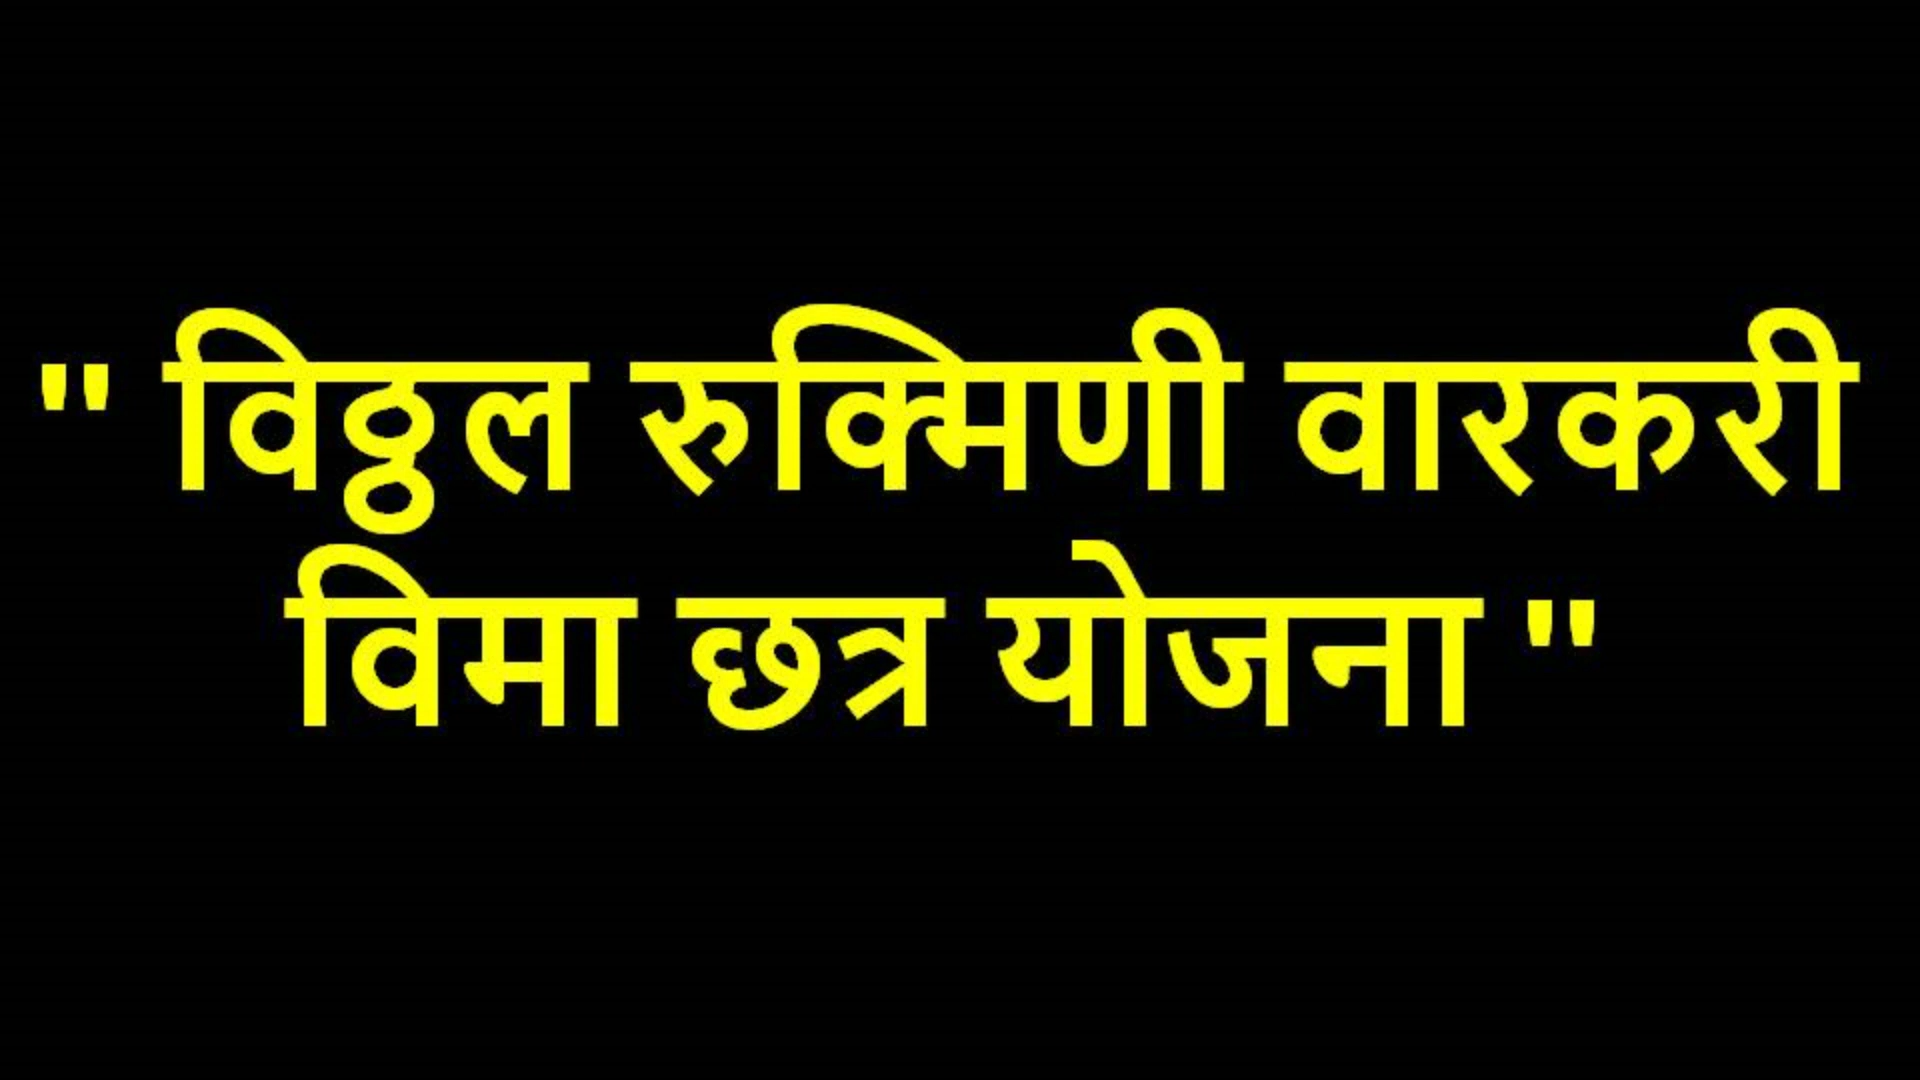 " विठ्ठल रुक्मिणी वारकरी
विमा छत्र योजना "